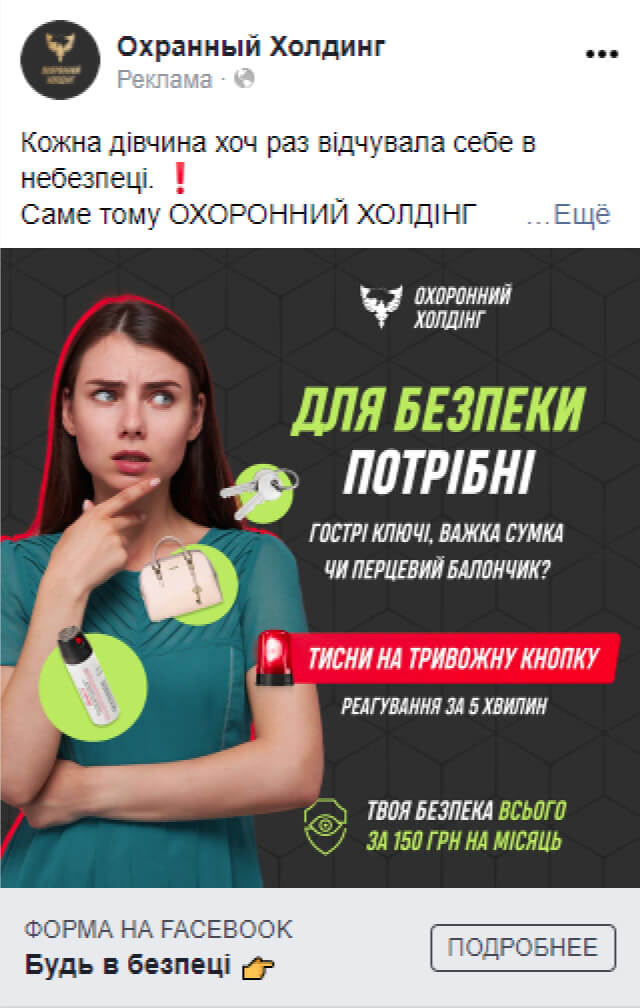 Охранный Холдинг
Реклама ·
Кожна дівчина хоч раз відчувала себе в
небезпеці. ❗
Саме тому ОХОРОННИЙ ХОЛДІНГ ...Ещё
ОХОРОННИЙ
ХОЛДІНГ
ДЛЯ БЕЗПЕКИ
ПОТРІБНІ
ГОСТРІ КЛЮЧІ, ВАЖКА СУМКА
ЧИ ПЕРЦЕВИЙ БАЛОНЧИК?
ТИСНИ НА ТРИВОЖНУ КНОПКУ
РЕАГУВАННЯ ЗА 5 ХВИЛИН
ТВОЯ БЕЗПЕКА ВСЬОГО
ЗА 150 ГРН НА МІСЯЦЬ
ФОРМА НА FACEBOOK
Будь в безпеці 👉
ПОДРОБНЕЕ